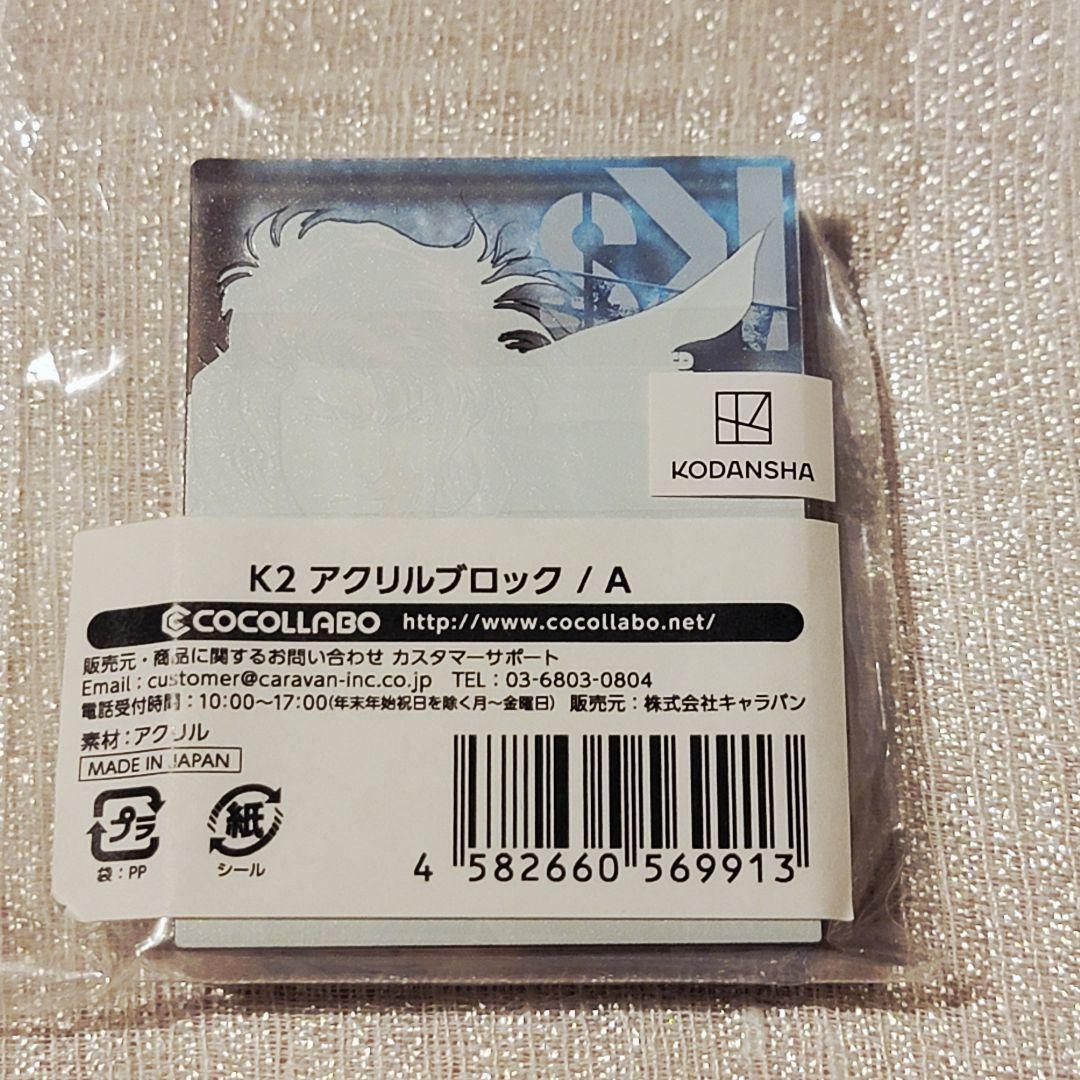 K2
KODANSHA
K2 アクリルブロック / A
COCOLLABO http://www.cocollabo.net/
販売元・商品に関するお問い合わせ カスタマーサポート
Email : customer@caravan-inc.co.jp TEL : 03-6803-0804
電話受付時間 : 10:00〜17:00(年末年始祝日を除く月〜金曜日) 販売元 : 株式会社キャラバン
素材 : アクリル
MADE IN JAPAN
プラ 紙
袋 : PP シール
4 582660 569913